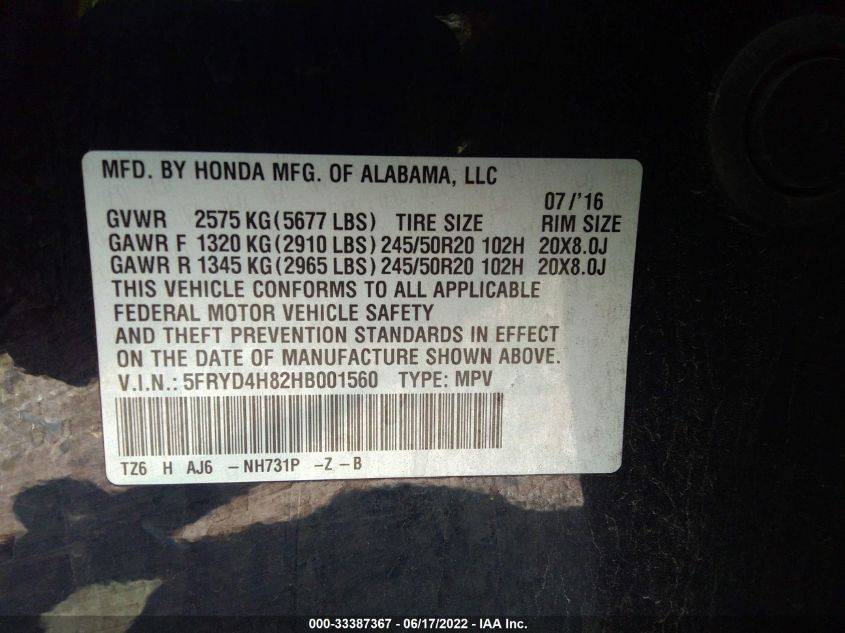 MFD. BY HONDA MFG. OF ALABAMA, LLC
07/'16
GVWR 2575 KG (5677 LBS) TIRE SIZE RIM SIZE
GAWR F 1320 KG (2910 LBS) 245/50R20 102H 20X8.0J
GAWR R 1345 KG (2965 LBS) 245/50R20 102H 20X8.0J
THIS VEHICLE CONFORMS TO ALL APPLICABLE
FEDERAL MOTOR VEHICLE SAFETY
AND THEFT PREVENTION STANDARDS IN EFFECT
ON THE DATE OF MANUFACTURE SHOWN ABOVE.
V.I.N.: 5FRYD4H82HB001560 TYPE: MPV
TZ6 H AJ6 -NH731P -Z-B
000-33387367 - 06/17/2022 - IAA Inc.